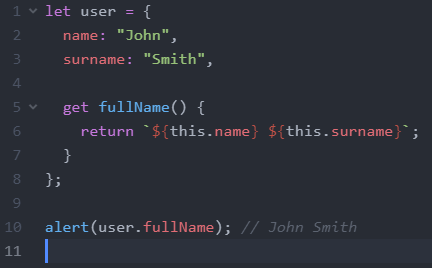 1 let user = {
2   name: "John",
3   surname: "Smith",
4
5   get fullName() {
6     return `${this.name} ${this.surname}`;
7   }
8 };
9
10 alert(user.fullName); // John Smith
11